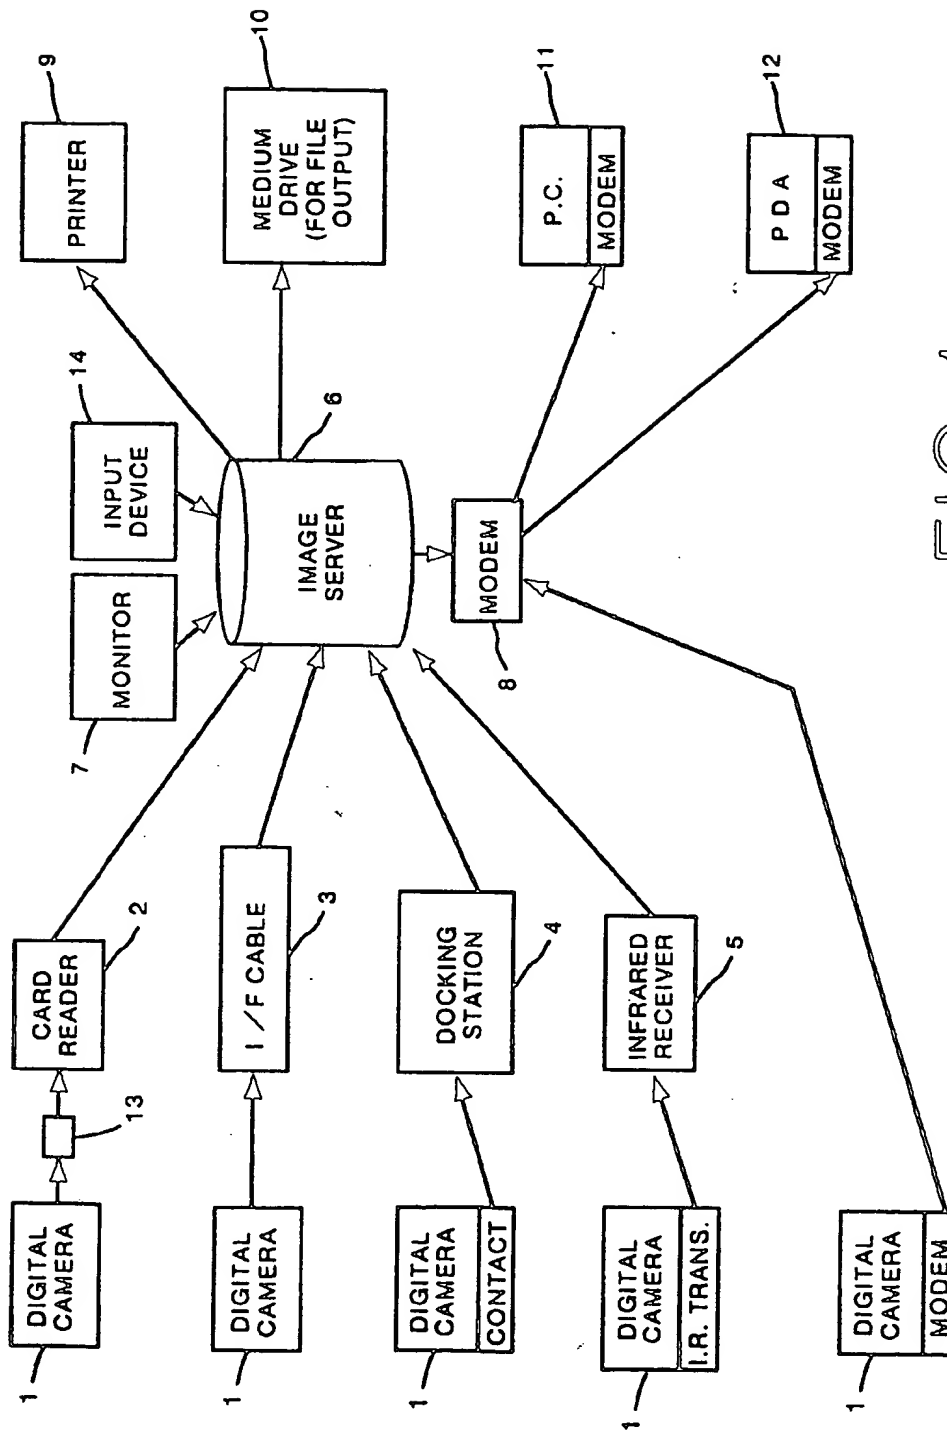 DIGITAL
CAMERA
1
13
CARD
READER
2
DIGITAL
CAMERA
1
I/F CABLE
3
DIGITAL
CAMERA
CONTACT
1
DOCKING
STATION
4
DIGITAL
CAMERA
I.R. TRANS.
1
INFRARED
RECEIVER
5
DIGITAL
CAMERA
MODEM
1
MONITOR
7
INPUT
DEVICE
14
IMAGE
SERVER
6
MODEM
8
PRINTER
9
MEDIUM
DRIVE
(FOR FILE
OUTPUT)
10
P.C.
MODEM
11
PDA
MODEM
12